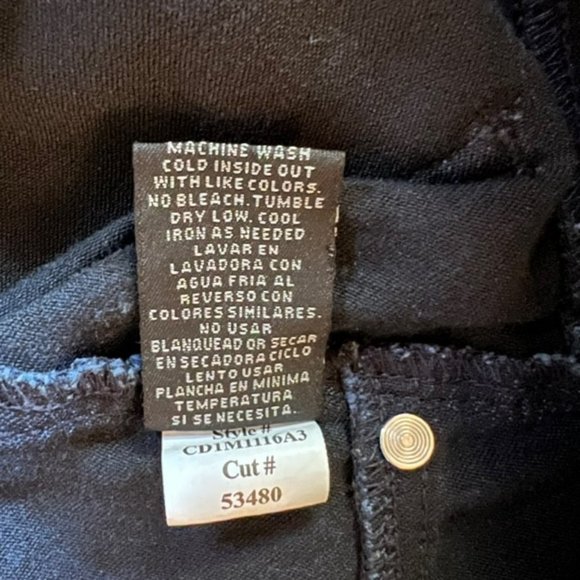 MACHINE WASH
COLD INSIDE OUT
WITH LIKE COLORS.
NO BLEACH. TUMBLE
DRY LOW. COOL
IRON AS NEEDED
LAVAR EN
LAVADORA CON
AGUA FRIA AL
REVERSO CON
COLORES SIMILARES.
NO USAR
BLANQUEAD OR SECAR
EN SECADORA CICLO
LENTO USAR
PLANCHA EN MINIMA
TEMPERATURA
SI SE NECESITA.
Style #
CD1M1116A3
Cut #
53480